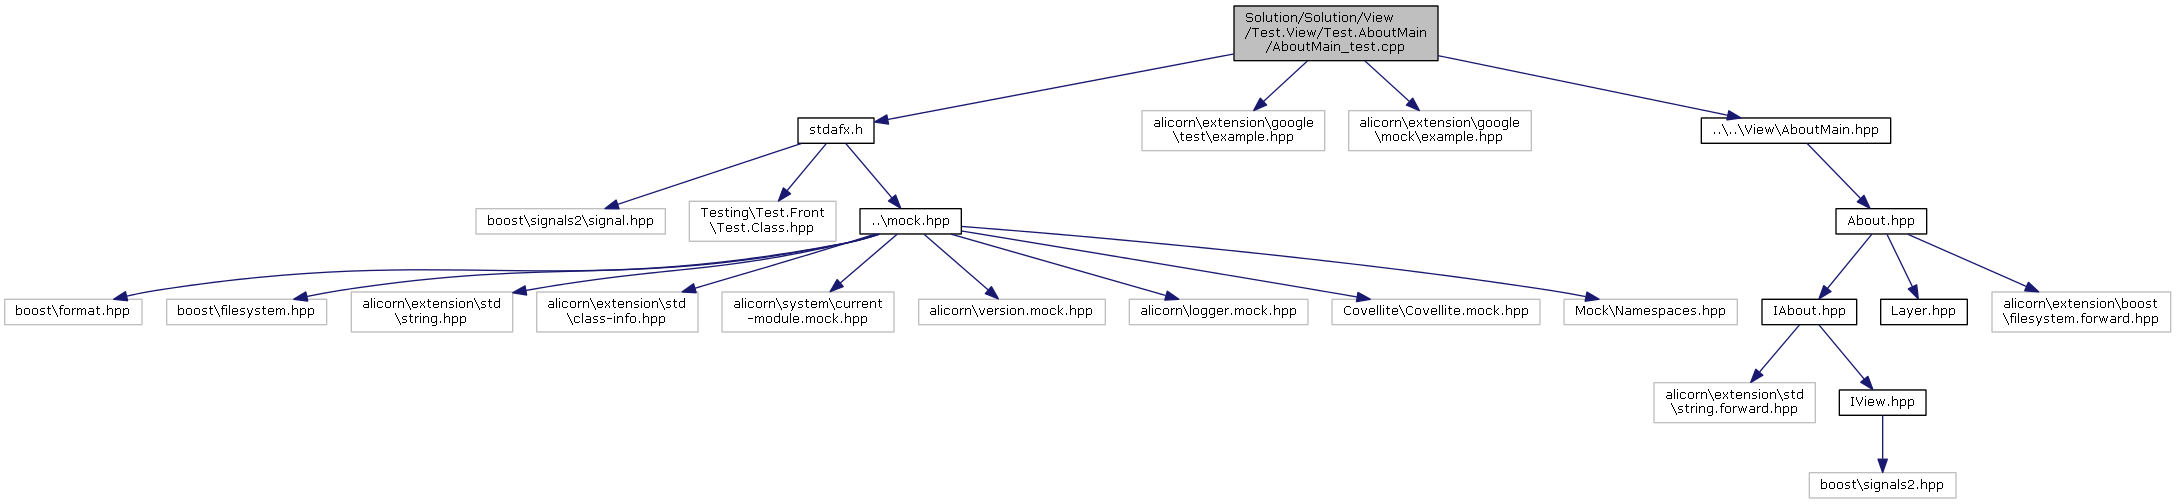 Solution/Solution/View
/Test.View/Test.AboutMain
/AboutMain_test.cpp
stdafx.h
alicorn\extension\google
\test\example.hpp
alicorn\extension\google
\mock\example.hpp
..\..\View\AboutMain.hpp
boost\signals2\signal.hpp
Testing\Test.Front
\Test.Class.hpp
..\mock.hpp
About.hpp
boost\format.hpp
boost\filesystem.hpp
alicorn\extension\std
\string.hpp
alicorn\extension\std
\class-info.hpp
alicorn\system\current
-module.mock.hpp
alicorn\version.mock.hpp
alicorn\logger.mock.hpp
Covellite\Covellite.mock.hpp
Mock\Namespaces.hpp
IAbout.hpp
Layer.hpp
alicorn\extension\boost
\filesystem.forward.hpp
alicorn\extension\std
\string.forward.hpp
IView.hpp
boost\signals2.hpp